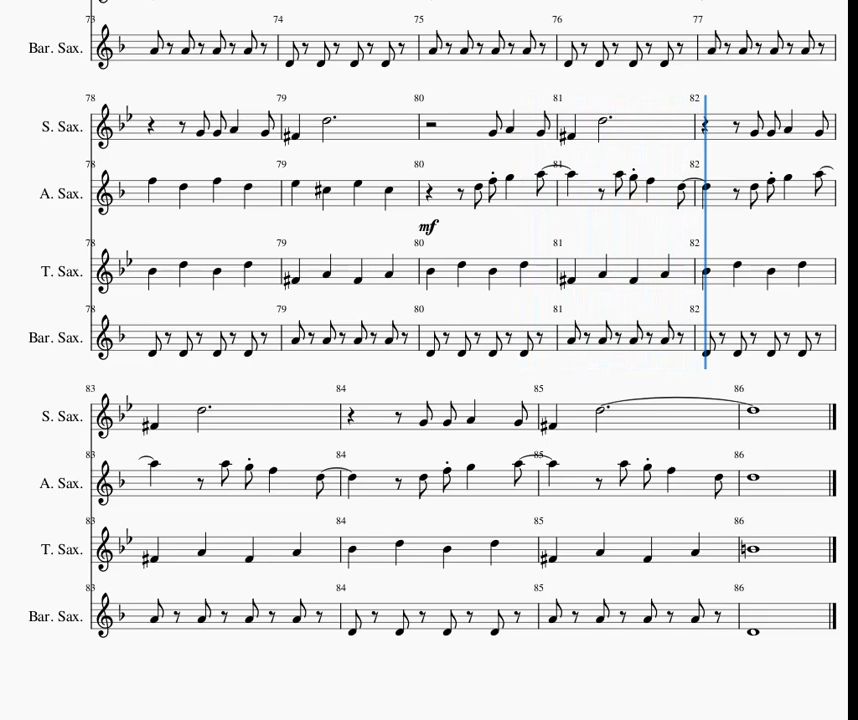 73 74 75 76 77
Bar. Sax.
78 79 80 81 82
S. Sax.
78 79 80 81 82
A. Sax.
mf
78 79 80 81 82
T. Sax.
78 79 80 81 82
Bar. Sax.
83 84 85 86
S. Sax.
83 84 85 86
A. Sax.
83 84 85 86
T. Sax.
83 84 85 86
Bar. Sax.